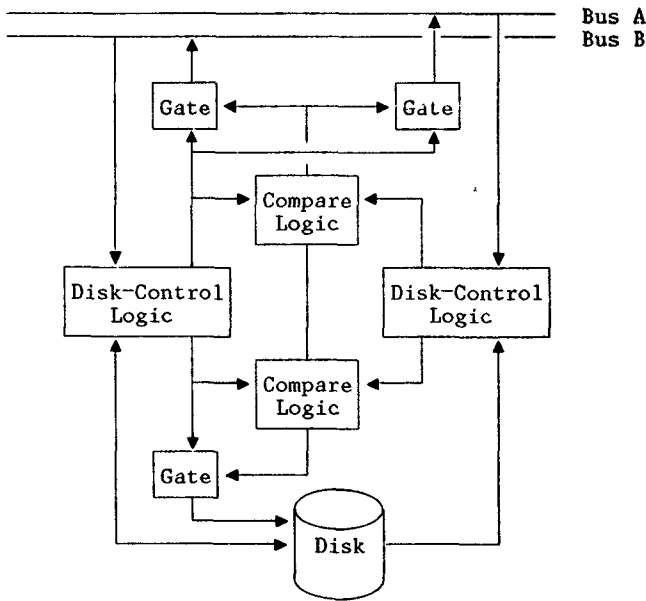 Bus A
Bus B
Gate
Gate
Compare
Logic
Disk-Control
Logic
Disk-Control
Logic
Compare
Logic
Gate
Disk